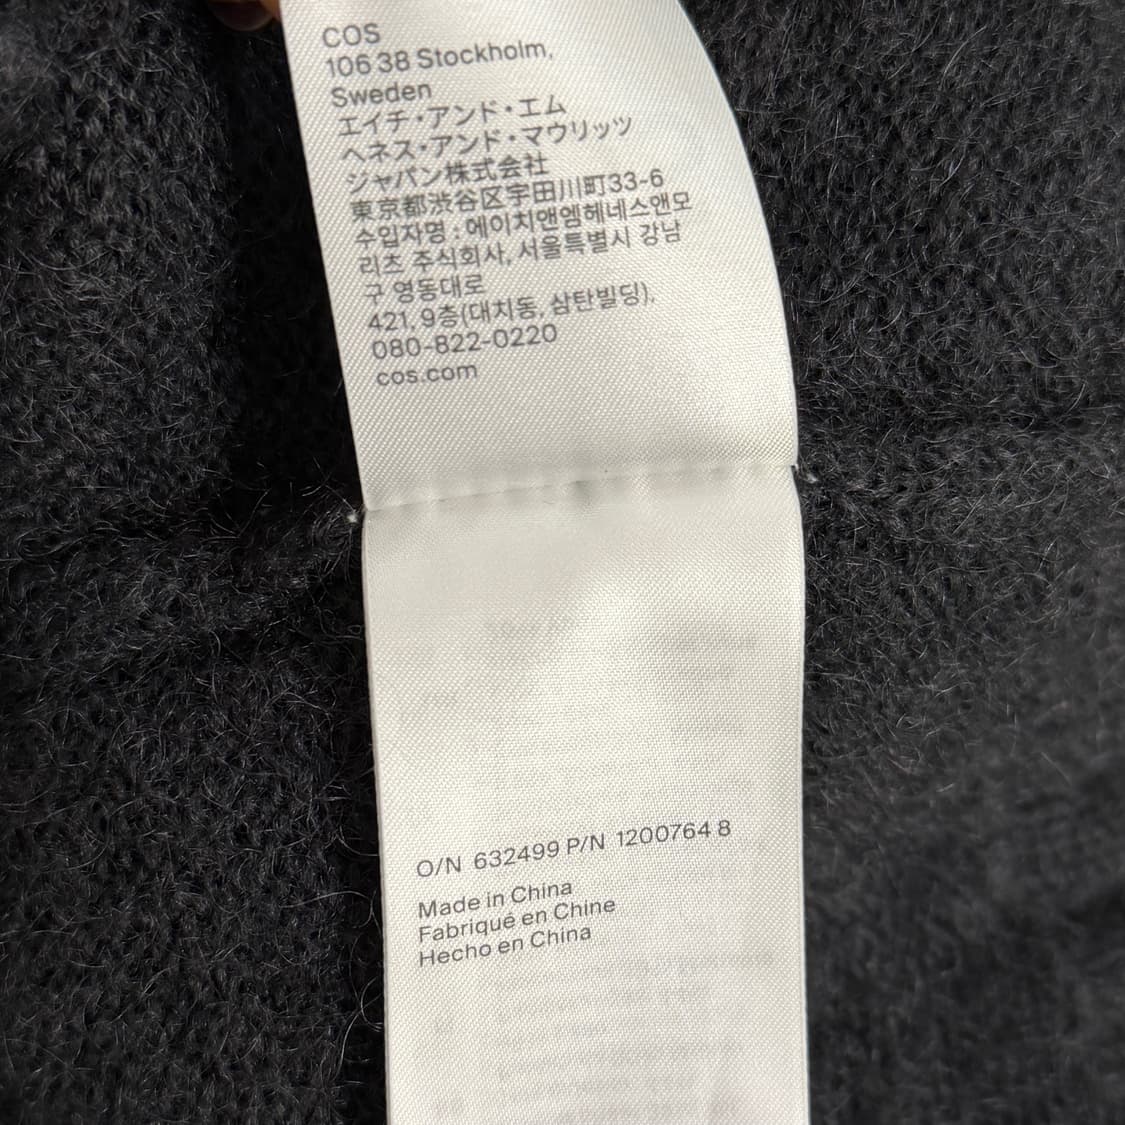 COS
106 38 Stockholm,
Sweden
エイチ・アンド・エム
ヘネス・アンド・マウリッツ
ジャパン株式会社
東京都渋谷区宇田川町33-6
수입자명 : 에이치앤엠헤네스앤모
리츠 주식회사, 서울특별시 강남
구 영동대로
421, 9층(대치동, 삼탄빌딩),
080-822-0220
cos.com
O/N 632499 P/N 1200764 8
Made in China
Fabriqué en Chine
Hecho en China